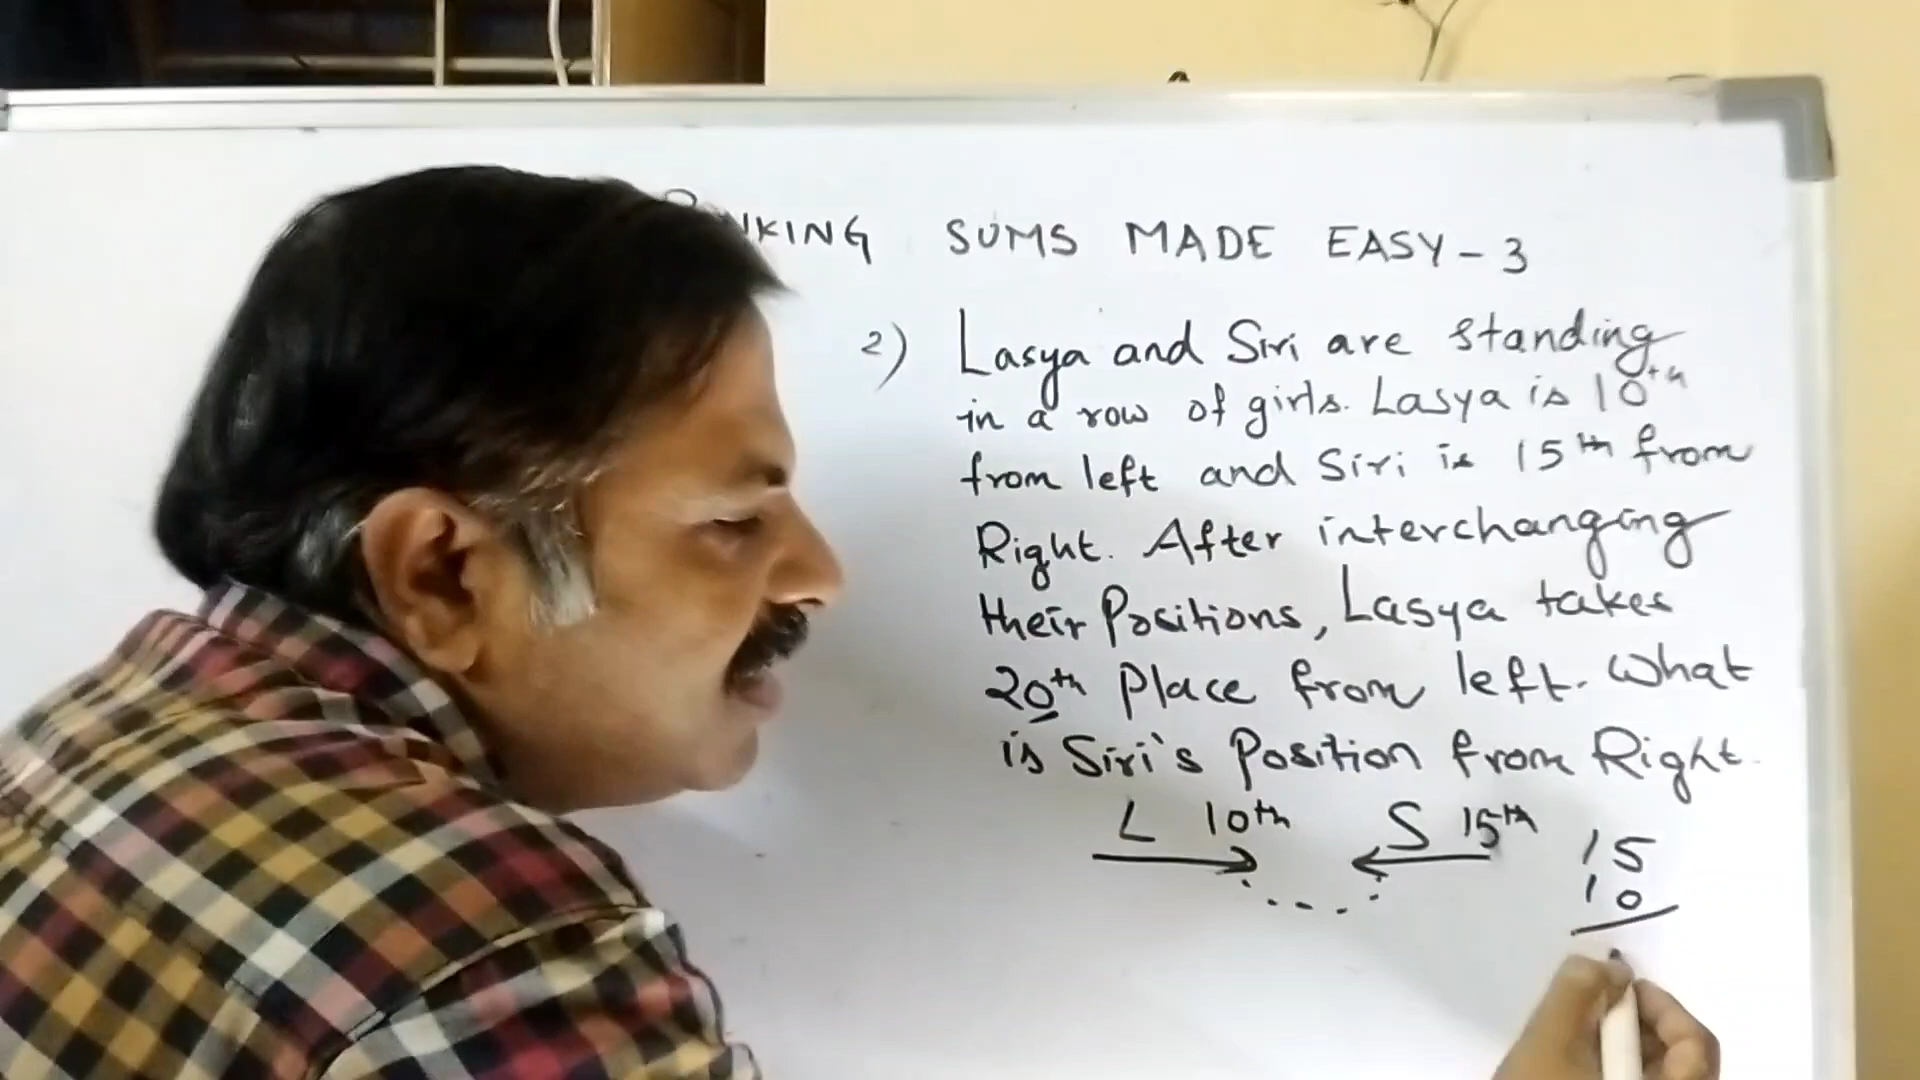 SUMS MADE EASY - 3
2) Lasya and Siri are standing
in a row of girls. Lasya is 10th
from left and Siri is 15th from
Right. After interchanging
their Positions, Lasya takes
20th Place from left. What
is Siri's Position from Right.
L 10th S 15th
15
10